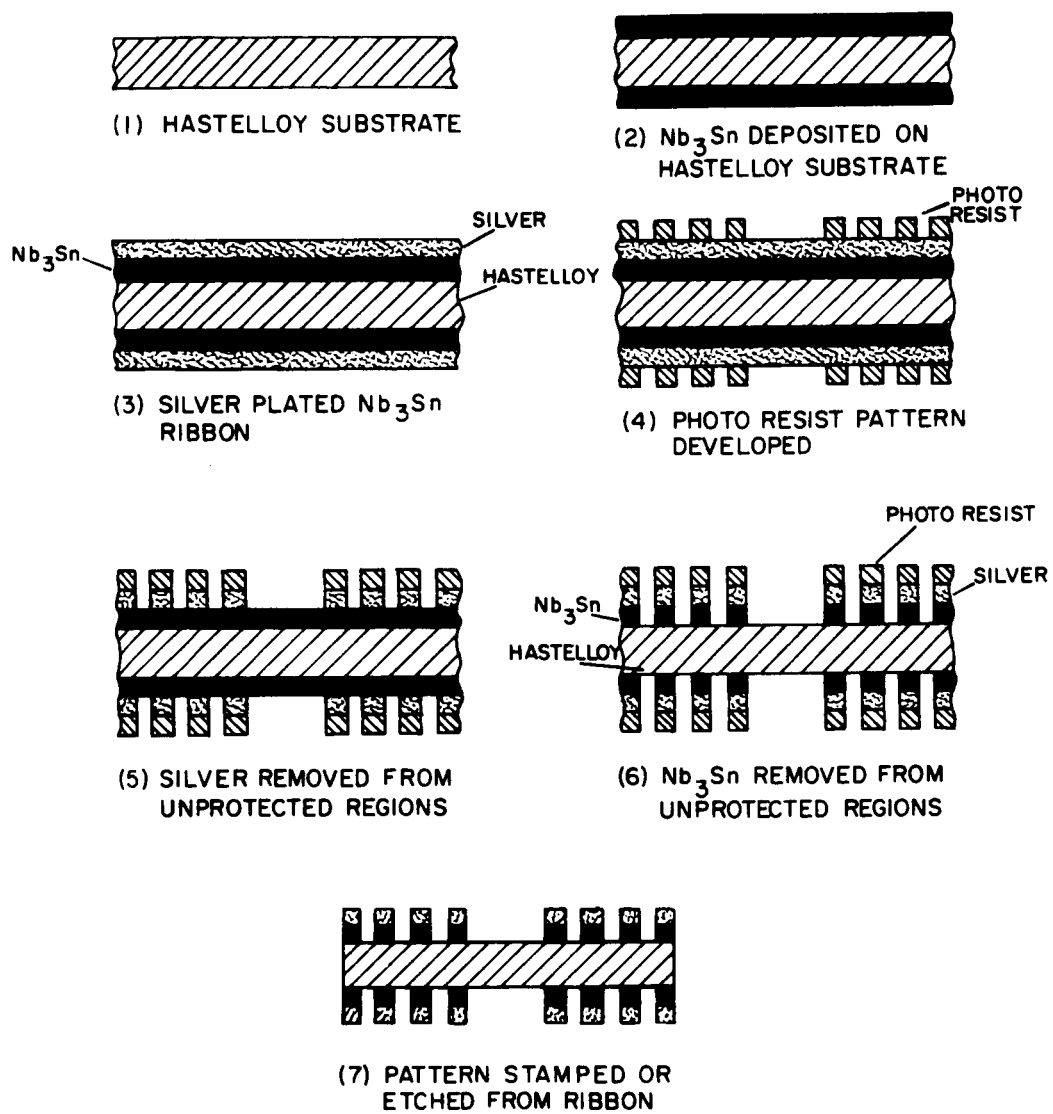 (1) HASTELLOY SUBSTRATE
(2) Nb3Sn DEPOSITED ON
HASTELLOY SUBSTRATE
Nb3Sn
SILVER
HASTELLOY
(3) SILVER PLATED Nb3Sn
RIBBON
PHOTO
RESIST
(4) PHOTO RESIST PATTERN
DEVELOPED
(5) SILVER REMOVED FROM
UNPROTECTED REGIONS
PHOTO RESIST
SILVER
Nb3Sn
HASTELLOY
(6) Nb3Sn REMOVED FROM
UNPROTECTED REGIONS
(7) PATTERN STAMPED OR
ETCHED FROM RIBBON